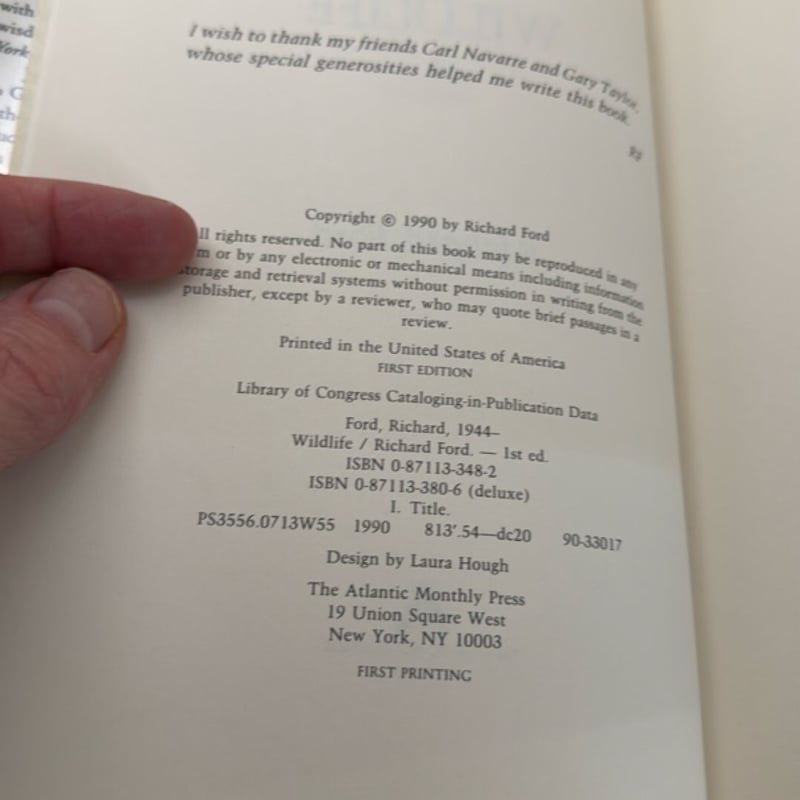 with
wisd
York
I wish to thank my friends Carl Navarre and Gary Taylor,
whose special generosities helped me write this book.
RF
Copyright © 1990 by Richard Ford
ll rights reserved. No part of this book may be reproduced in any
m or by any electronic or mechanical means including information
storage and retrieval systems without permission in writing from the
publisher, except by a reviewer, who may quote brief passages in a
review.
Printed in the United States of America
FIRST EDITION
Library of Congress Cataloging-in-Publication Data
Ford, Richard, 1944–
Wildlife / Richard Ford. — 1st ed.
ISBN 0-87113-348-2
ISBN 0-87113-380-6 (deluxe)
I. Title.
PS3556.0713W55 1990 813'.54—dc20 90-33017
Design by Laura Hough
The Atlantic Monthly Press
19 Union Square West
New York, NY 10003
FIRST PRINTING